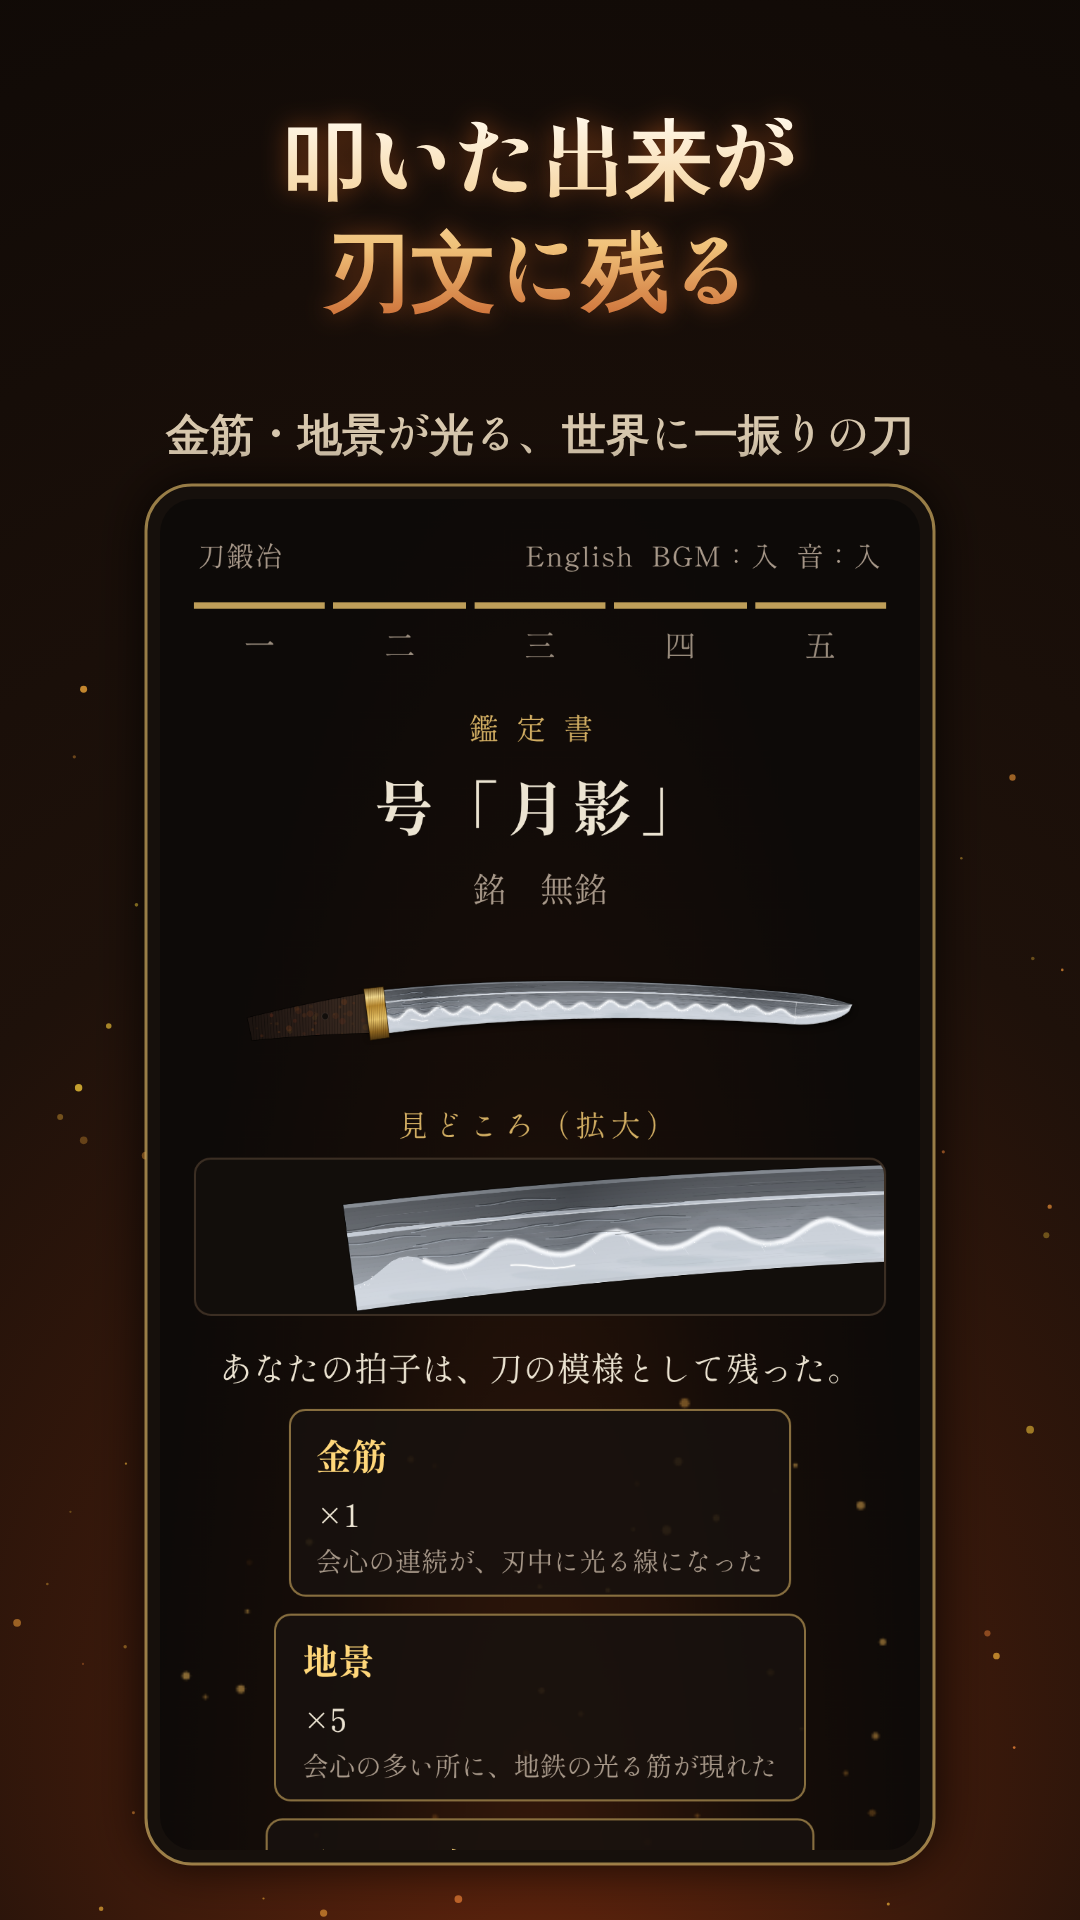 叩いた出来が
刃文に残る
金筋・地景が光る、世界に一振りの刀
刀鍛冶 English BGM：入 音：入
一 二 三 四 五
鑑定書
号「月影」
銘　無銘
見どころ（拡大）
あなたの拍子は、刀の模様として残った。
金筋
×1
会心の連続が、刃中に光る線になった
地景
×5
会心の多い所に、地鉄の光る筋が現れた